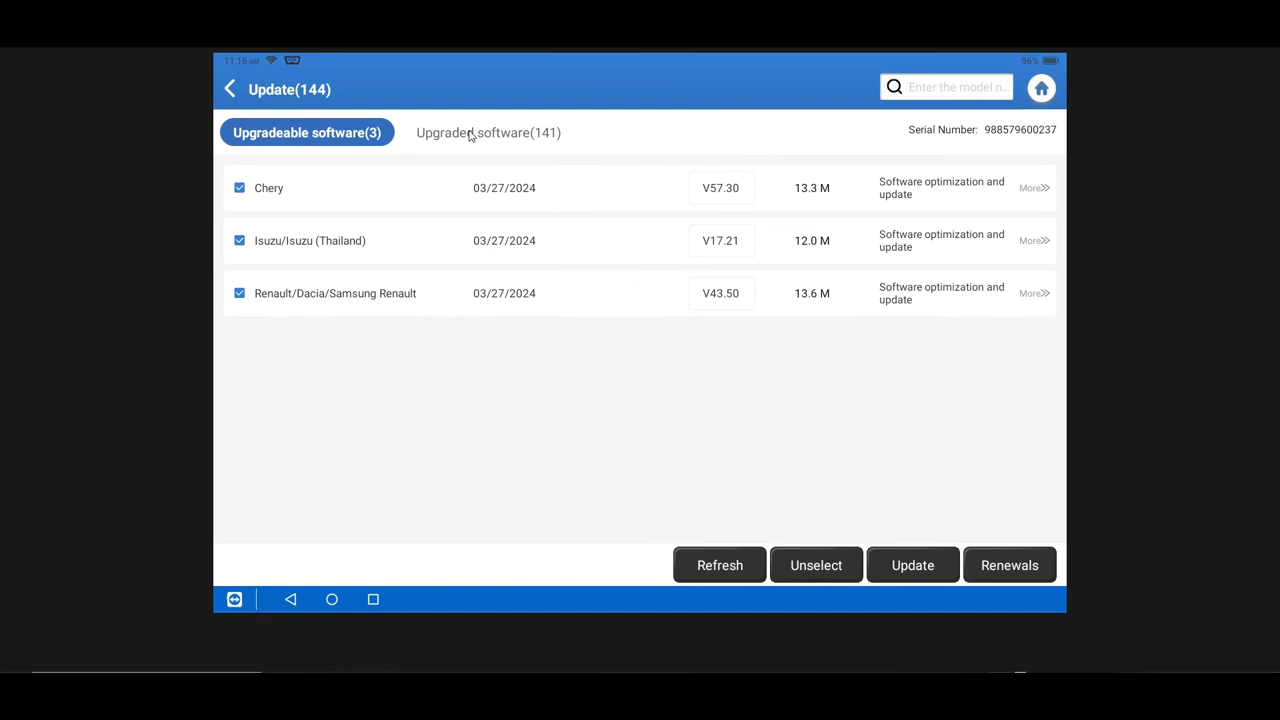 11:16 AM
96%
Update(144)
Enter the model n...
Upgradeable software(3)
Upgraded software(141)
Serial Number: 988579600237
Chery 03/27/2024 V57.30 13.3 M Software optimization and update More
Isuzu/Isuzu (Thailand) 03/27/2024 V17.21 12.0 M Software optimization and update More
Renault/Dacia/Samsung Renault 03/27/2024 V43.50 13.6 M Software optimization and update More
Refresh
Unselect
Update
Renewals